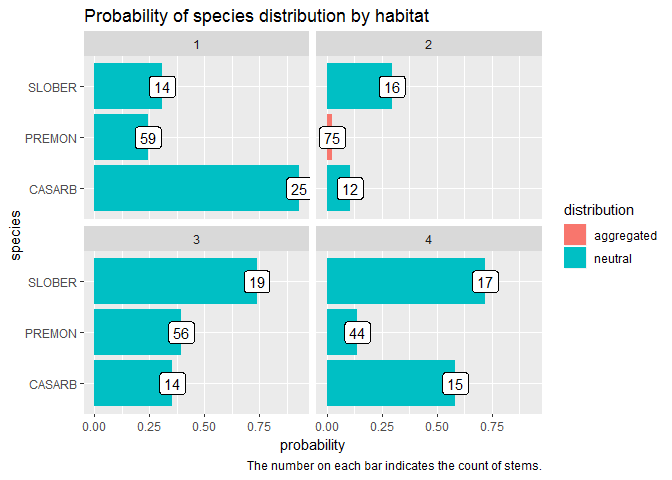 Probability of species distribution by habitat
1
2
SLOBER
14
16
PREMON
59
75
CASARB
25
12
species
3
4
SLOBER
19
17
PREMON
56
44
CASARB
14
15
0.00 0.25 0.50 0.75 0.00 0.25 0.50 0.75
probability
The number on each bar indicates the count of stems.
distribution
aggregated
neutral